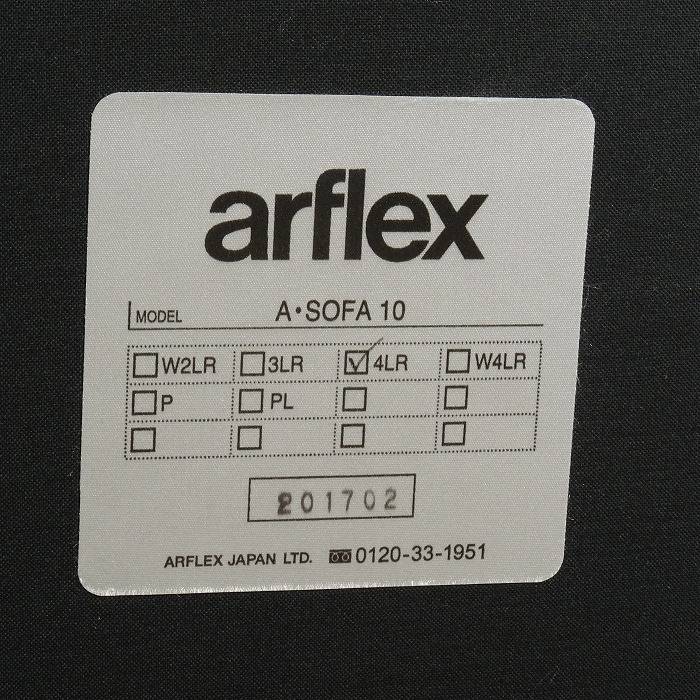 arflex
MODEL A・SOFA 10
W2LR 3LR 4LR W4LR
P PL
201702
ARFLEX JAPAN LTD. 0120-33-1951